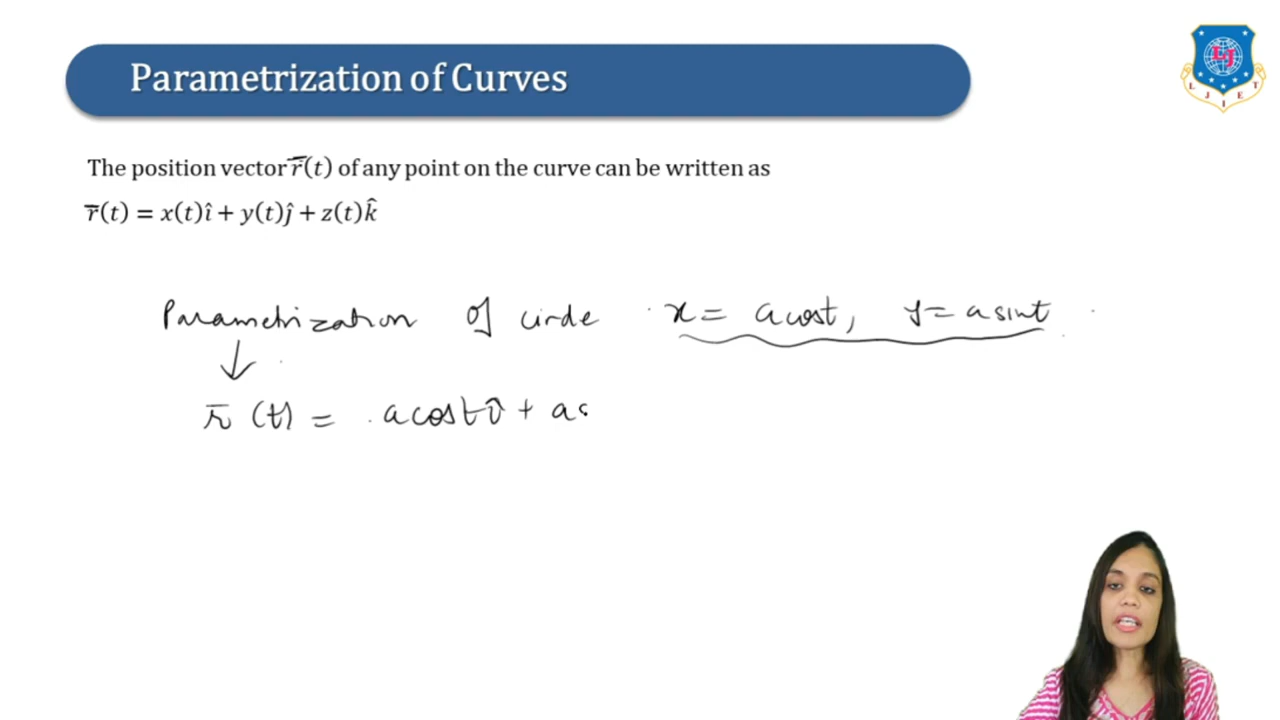 Parametrization of Curves
LJ
L J I E T
The position vector r̅(t) of any point on the curve can be written as
r̅(t) = x(t)î + y(t)ĵ + z(t)k̂
Parametrization of circle x = a cost, y = a sint
↓
r̅ (t) = a cost î + as